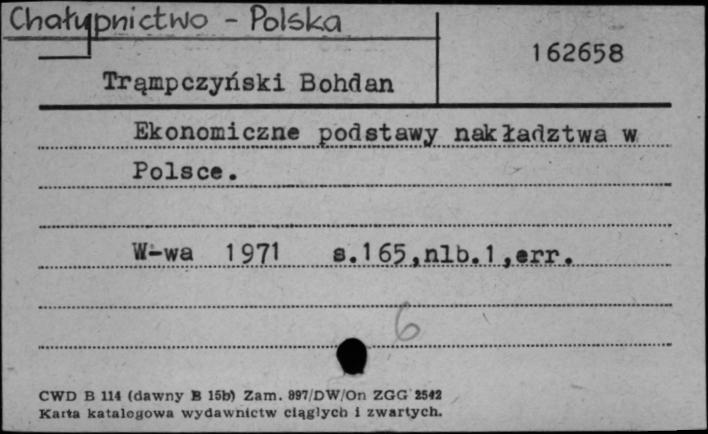 Chałupnictwo - Polska
162658
Trąmpczyński Bohdan
Ekonomiczne podstawy nakładztwa w
Polsce.
W-wa 1971 s.165,nlb.1,err.
6
CWD B 114 (dawny B 15b) Zam. 897/DW/On ZGG 2542
Karta katalogowa wydawnictw ciągłych i zwartych.